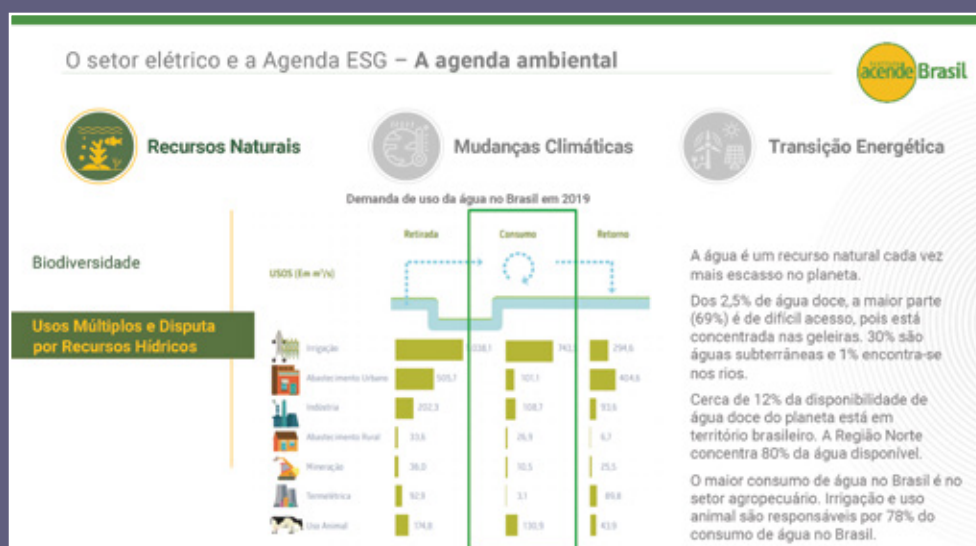 O setor elétrico e a Agenda ESG – A agenda ambiental
acende Brasil
Recursos Naturais
Mudanças Climáticas
Transição Energética
Demanda de uso da água no Brasil em 2019
Biodiversidade
Usos Múltiplos e Disputa
por Recursos Hídricos
Retirada Consumo Retorno
USOS (Em m³/s)
Irrigação 1.038,1 743,5 294,6
Abastecimento Urbano 505,7 101,1 404,6
Indústria 202,3 108,7 93,6
Abastecimento Rural 33,6 26,9 6,7
Mineração 36,0 10,5 25,5
Termelétrica 92,9 3,1 89,8
Uso Animal 174,8 130,9 43,9
A água é um recurso natural cada vez
mais escasso no planeta.
Dos 2,5% de água doce, a maior parte
(69%) é de difícil acesso, pois está
concentrada nas geleiras. 30% são
águas subterrâneas e 1% encontra-se
nos rios.
Cerca de 12% da disponibilidade de
água doce do planeta está em
território brasileiro. A Região Norte
concentra 80% da água disponível.
O maior consumo de água no Brasil é no
setor agropecuário. Irrigação e uso
animal são responsáveis por 78% do
consumo de água no Brasil.